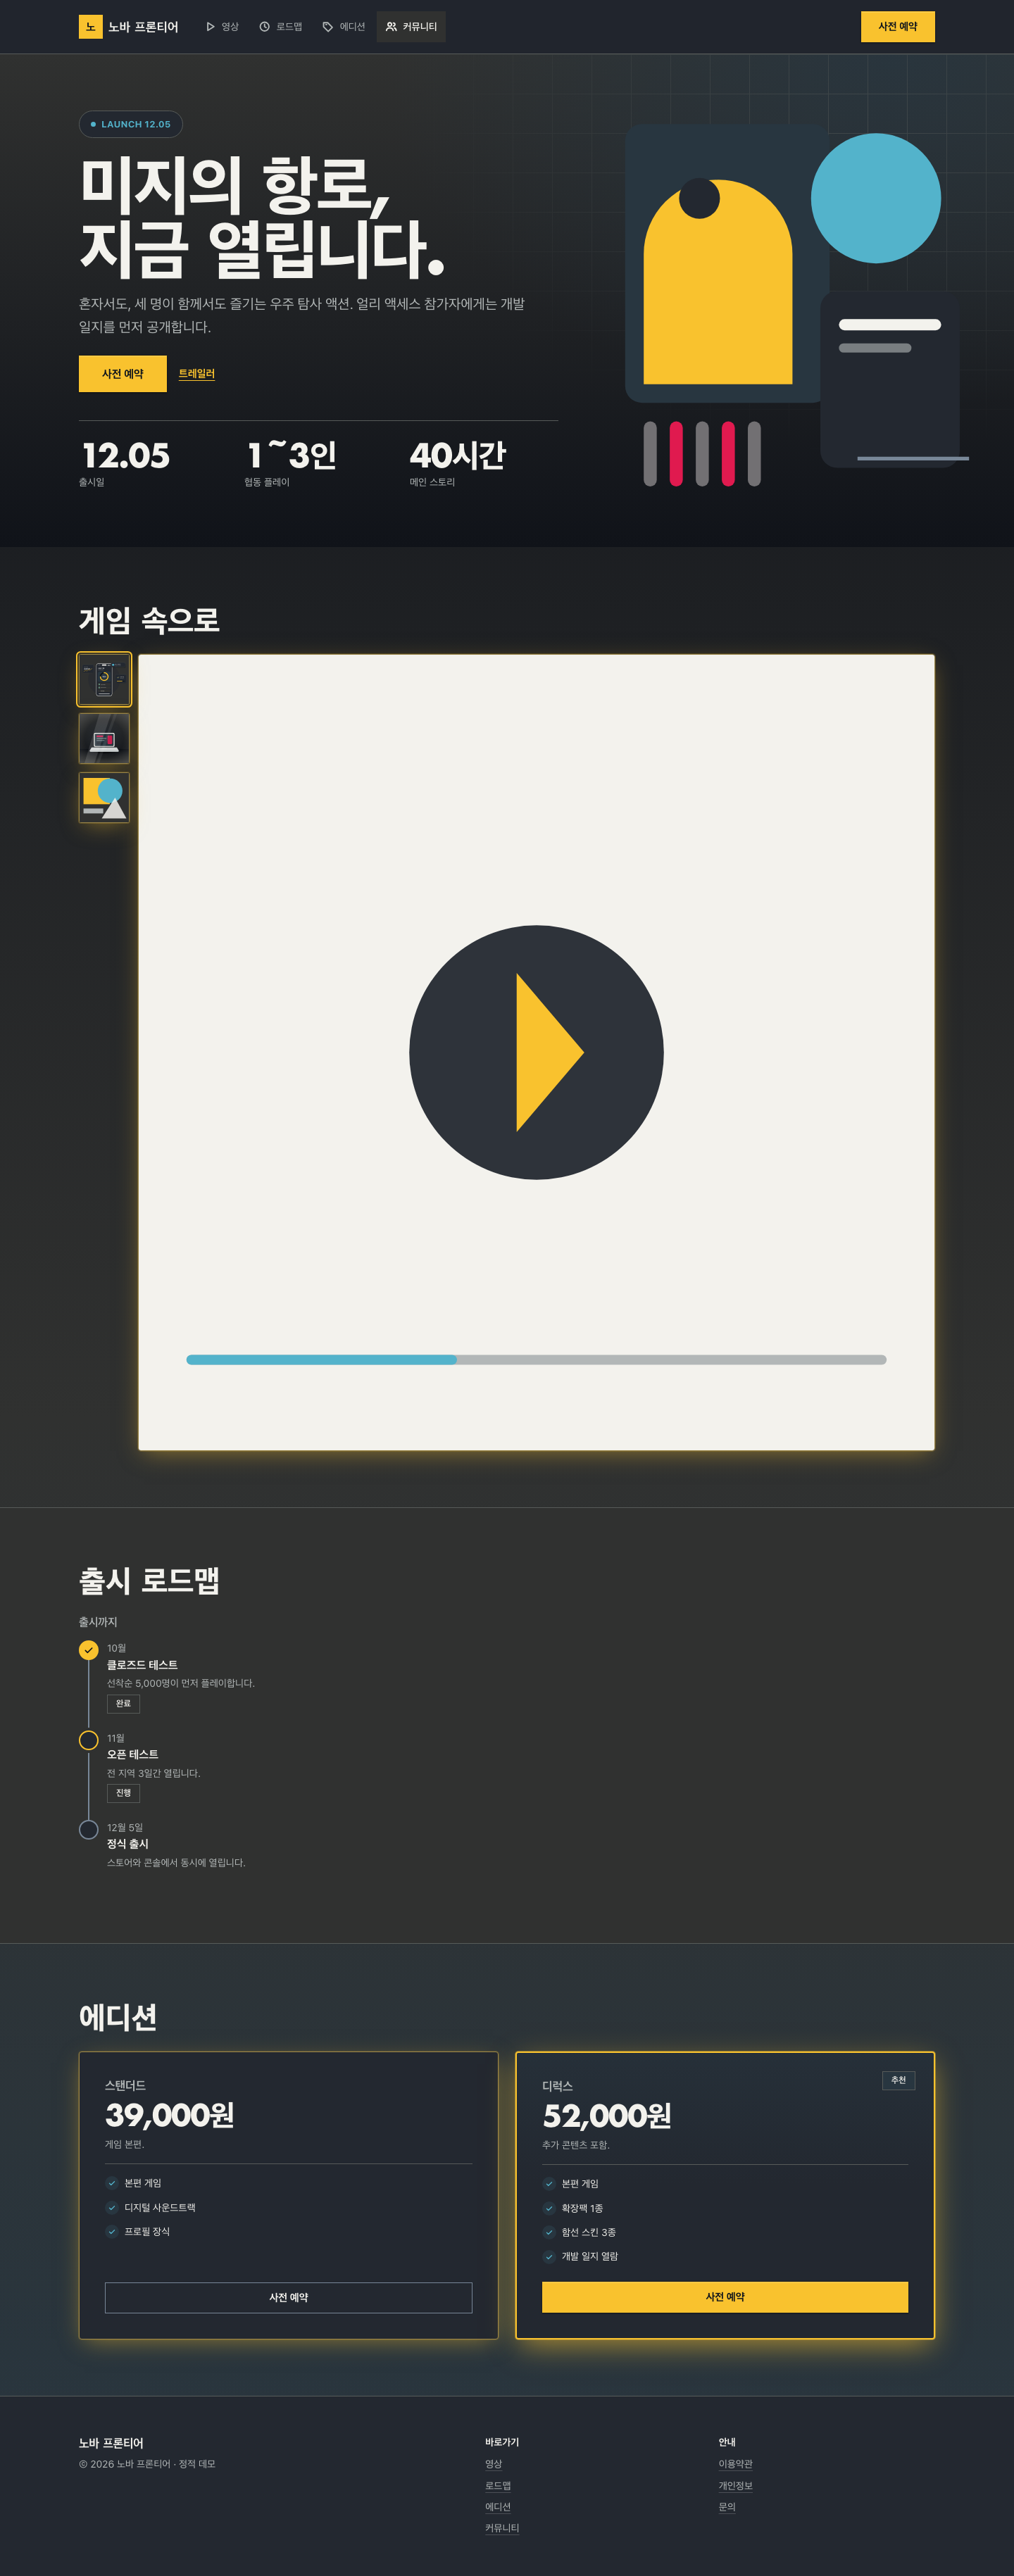 노 노바 프론티어 영상 로드맵 에디션 커뮤니티 사전 예약
LAUNCH 12.05
미지의 항로,
지금 열립니다.
혼자서도, 세 명이 함께서도 즐기는 우주 탐사 액션. 얼리 액세스 참가자에게는 개발
일지를 먼저 공개합니다.
사전 예약 트레일러
12.05 1~3인 40시간
출시일 협동 플레이 메인 스토리
게임 속으로
출시 로드맵
출시까지
10월
클로즈드 테스트
선착순 5,000명이 먼저 플레이합니다.
완료
11월
오픈 테스트
전 지역 3일간 열립니다.
진행
12월 5일
정식 출시
스토어와 콘솔에서 동시에 열립니다.
에디션
스탠더드
39,000원
게임 본편.
본편 게임
디지털 사운드트랙
프로필 장식
사전 예약
추천
디럭스
52,000원
추가 콘텐츠 포함.
본편 게임
확장팩 1종
함선 스킨 3종
개발 일지 열람
사전 예약
노바 프론티어
© 2026 노바 프론티어 · 정적 데모
바로가기
영상
로드맵
에디션
커뮤니티
안내
이용약관
개인정보
문의